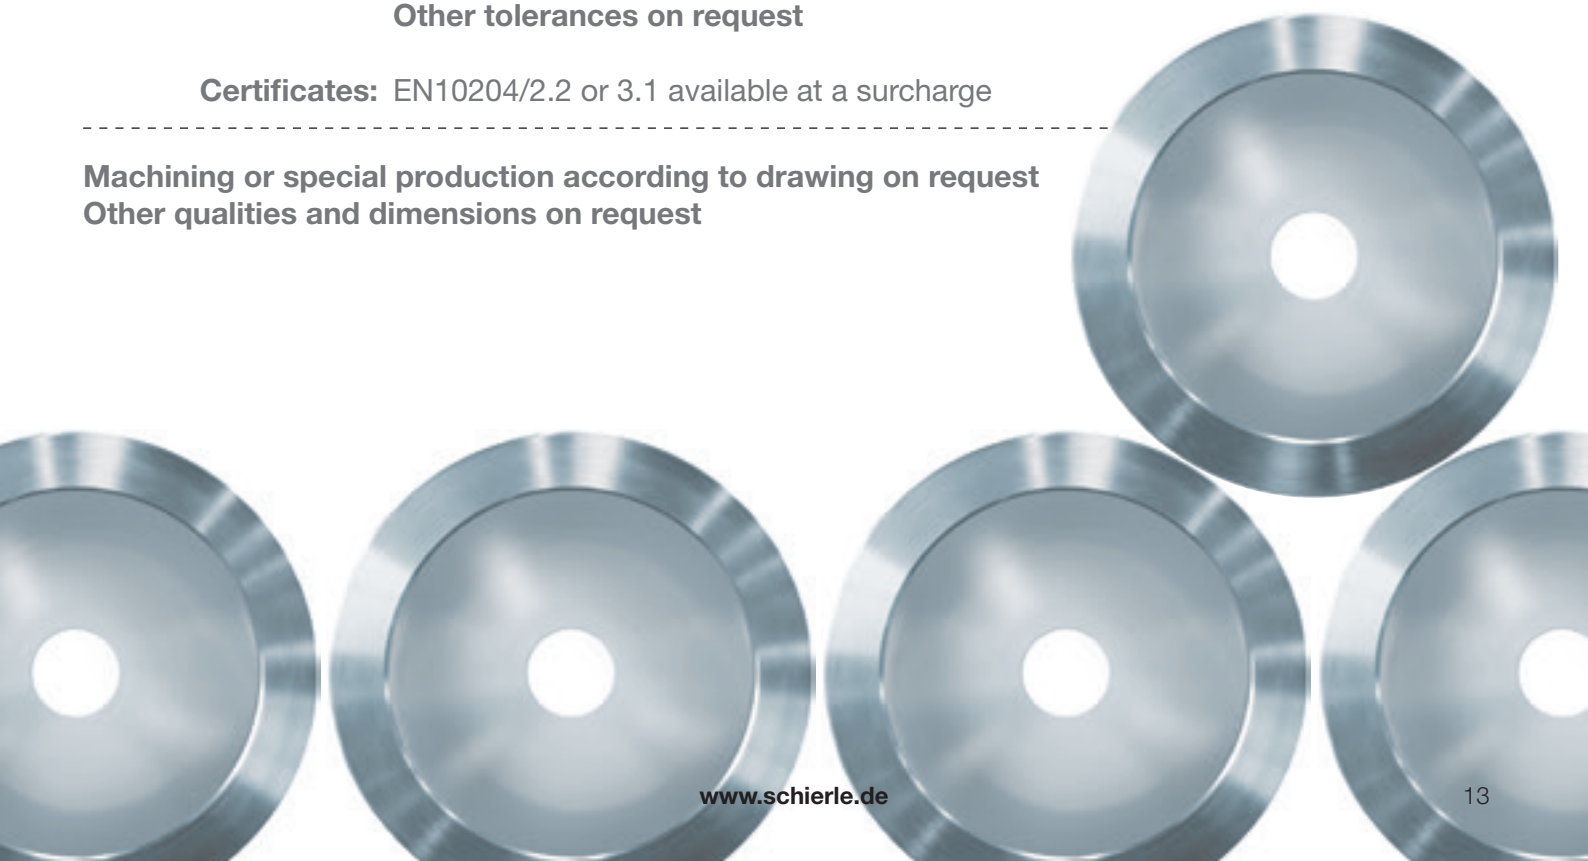 Other tolerances on request
Certificates: EN10204/2.2 or 3.1 available at a surcharge
Machining or special production according to drawing on request
Other qualities and dimensions on request
www.schierle.de
13